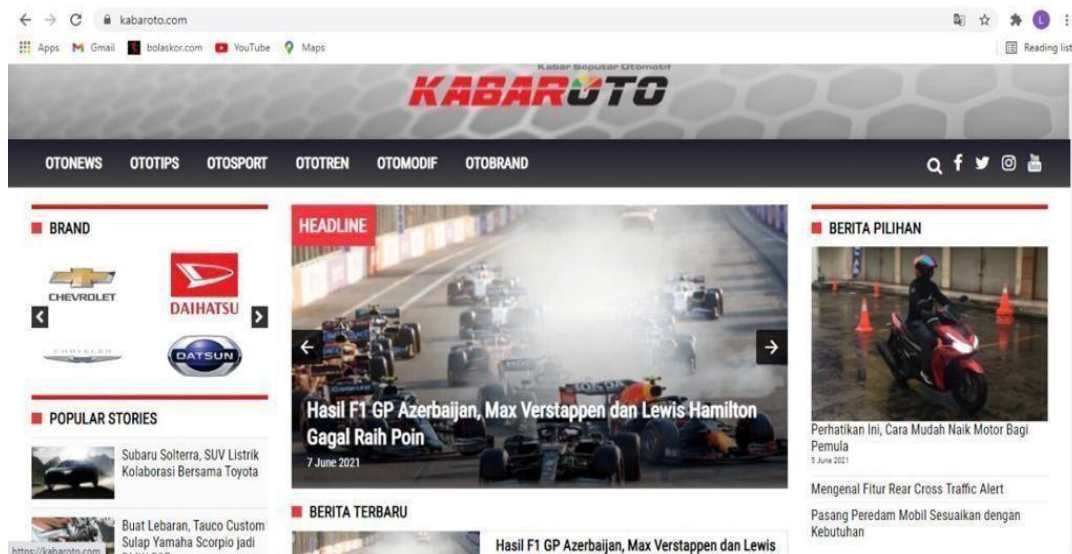 kabaroto.com
L
Apps
Gmail
bolaskor.com
YouTube
Maps
Reading list
Kabar Seputar Otomotif
KABAROTO
OTONEWS
OTOTIPS
OTOSPORT
OTOTREN
OTOMODIF
OTOBRAND
BRAND
CHEVROLET
DAIHATSU
CHRYSLER
DATSUN
POPULAR STORIES
Subaru Solterra, SUV Listrik
Kolaborasi Bersama Toyota
Buat Lebaran, Tauco Custom
Sulap Yamaha Scorpio jadi
https://kabaroto.com
HEADLINE
Hasil F1 GP Azerbaijan, Max Verstappen dan Lewis Hamilton
Gagal Raih Poin
7 June 2021
BERITA TERBARU
Hasil F1 GP Azerbaijan, Max Verstappen dan Lewis
BERITA PILIHAN
Perhatikan Ini, Cara Mudah Naik Motor Bagi
Pemula
5 June 2021
Mengenal Fitur Rear Cross Traffic Alert
Pasang Peredam Mobil Sesuaikan dengan
Kebutuhan